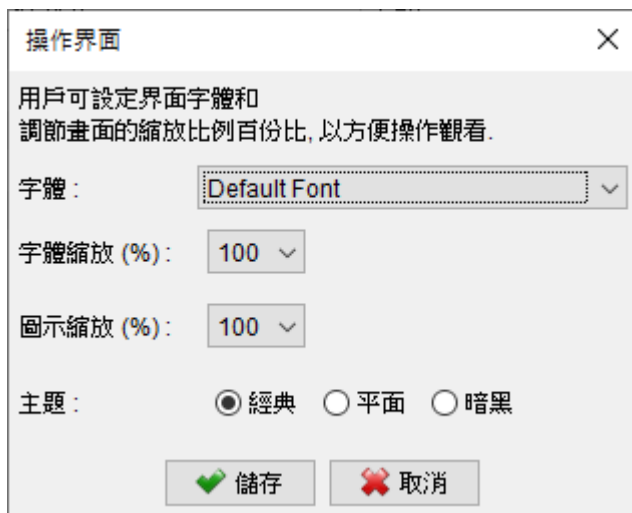 操作界面
用戶可設定界面字體和
調節畫面的縮放比例百份比, 以方便操作觀看.
字體 : Default Font
字體縮放 (%) : 100
圖示縮放 (%) : 100
主題 : 經典 平面 暗黑
儲存 取消